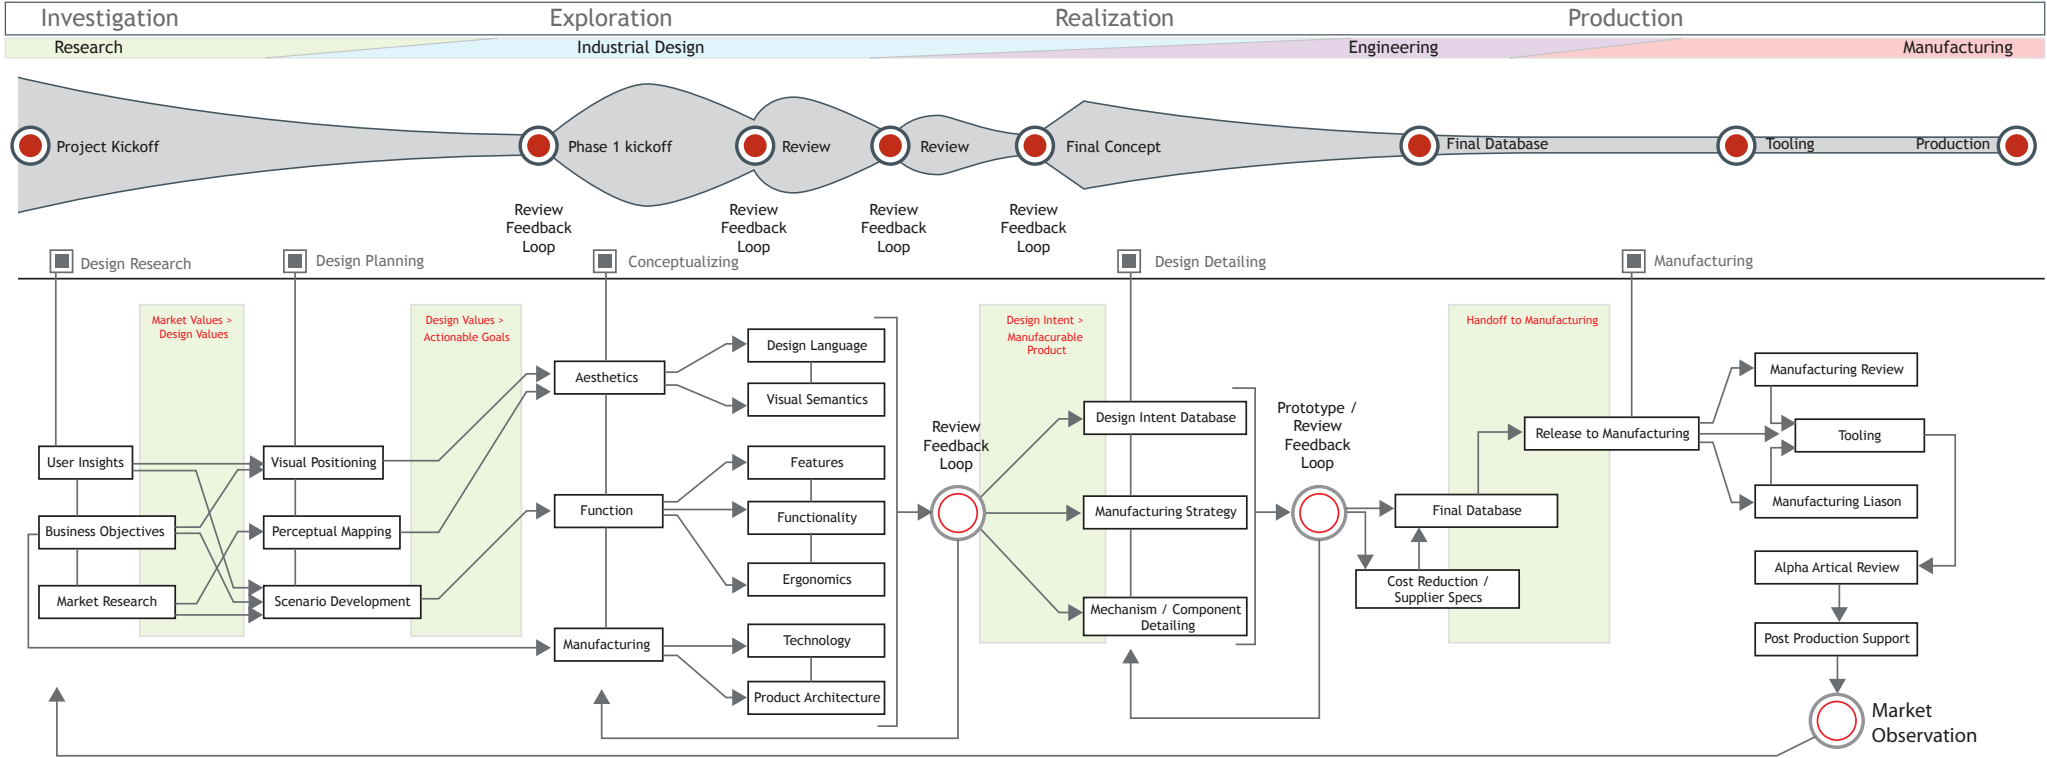 Investigation
Exploration
Realization
Production
Research
Industrial Design
Engineering
Manufacturing
Project Kickoff
Phase 1 kickoff
Review
Review
Final Concept
Final Database
Tooling
Production
Review
Feedback
Loop
Review
Feedback
Loop
Review
Feedback
Loop
Review
Feedback
Loop
Design Research
Design Planning
Conceptualizing
Design Detailing
Manufacturing
Market Values >
Design Values
Design Values >
Actionable Goals
Design Intent >
Manufacurable
Product
Handoff to Manufacturing
User Insights
Business Objectives
Market Research
Visual Positioning
Perceptual Mapping
Scenario Development
Aesthetics
Function
Manufacturing
Design Language
Visual Semantics
Features
Functionality
Ergonomics
Technology
Product Architecture
Review
Feedback
Loop
Design Intent Database
Manufacturing Strategy
Mechanism / Component
Detailing
Prototype /
Review
Feedback
Loop
Final Database
Cost Reduction /
Supplier Specs
Release to Manufacturing
Manufacturing Review
Tooling
Manufacturing Liason
Alpha Artical Review
Post Production Support
Market
Observation